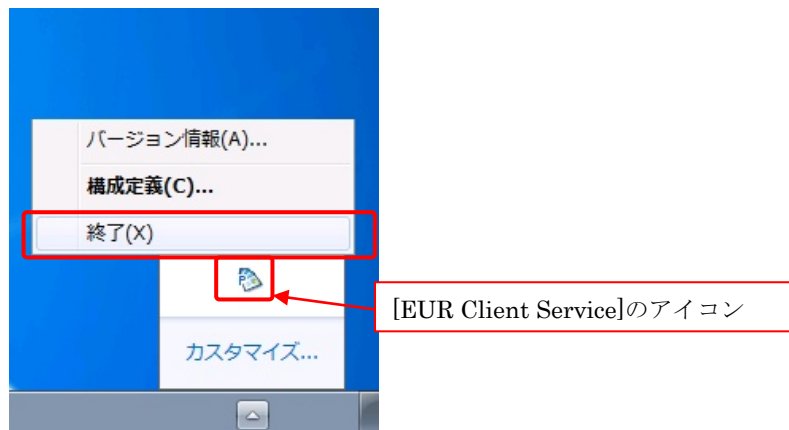 バージョン情報(A)...
構成定義(C)...
終了(X)
[EUR Client Service]のアイコン
カスタマイズ...